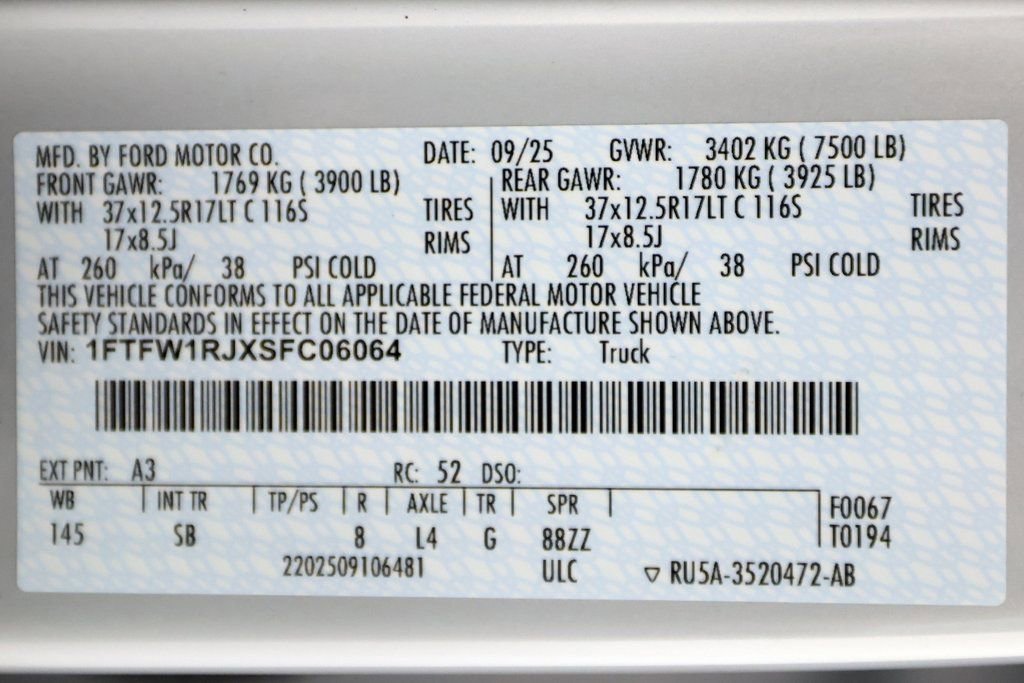 MFD. BY FORD MOTOR CO. DATE: 09/25 GVWR: 3402 KG ( 7500 LB)
FRONT GAWR: 1769 KG ( 3900 LB) REAR GAWR: 1780 KG ( 3925 LB)
WITH 37x12.5R17LT C 116S TIRES WITH 37x12.5R17LT C 116S TIRES
17x8.5J RIMS 17x8.5J RIMS
AT 260 kPa/ 38 PSI COLD AT 260 kPa/ 38 PSI COLD
THIS VEHICLE CONFORMS TO ALL APPLICABLE FEDERAL MOTOR VEHICLE
SAFETY STANDARDS IN EFFECT ON THE DATE OF MANUFACTURE SHOWN ABOVE.
VIN: 1FTFW1RJXSFC06064 TYPE: Truck
EXT PNT: A3 RC: 52 DSO:
WB INT TR TP/PS R AXLE TR SPR F0067
145 SB 8 L4 G 88ZZ T0194
2202509106481 ULC ▽ RU5A-3520472-AB